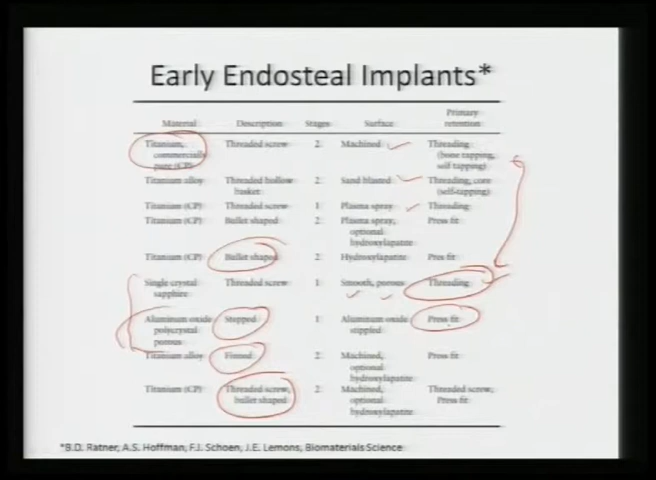 Early Endosteal Implants*
Primary
Material Description Stages Surface retention
Titanium, Threaded screw 2 Machined Threading
commercially (bone tapping,
pure (CP) self tapping)
Titanium alloy Threaded hollow 2 Sand blasted Threading, core
basket (self-tapping)
Titanium (CP) Threaded screw 1 Plasma spray Threading
Titanium (CP) Bullet shaped 2 Plasma spray, Press fit
optional
hydroxylapatite
Titanium (CP) Bullet shaped 2 Hydroxylapatite Pres fit
Single crystal Threaded screw 1 Smooth, porous Threading
sapphire
Aluminum oxide Stepped 1 Aluminum oxide Press fit
polycrystal stippled
porous
Titanium alloy Finned 2 Machined, Press fit
optional
hydroxylapatite
Titanium (CP) Threaded screw, 2 Machined, Threaded screw,
bullet shaped optional Press fit
hydroxylapatite
*B.D. Ratner, A.S. Hoffman, F.J. Schoen, J.E. Lemons, Biomaterials Science